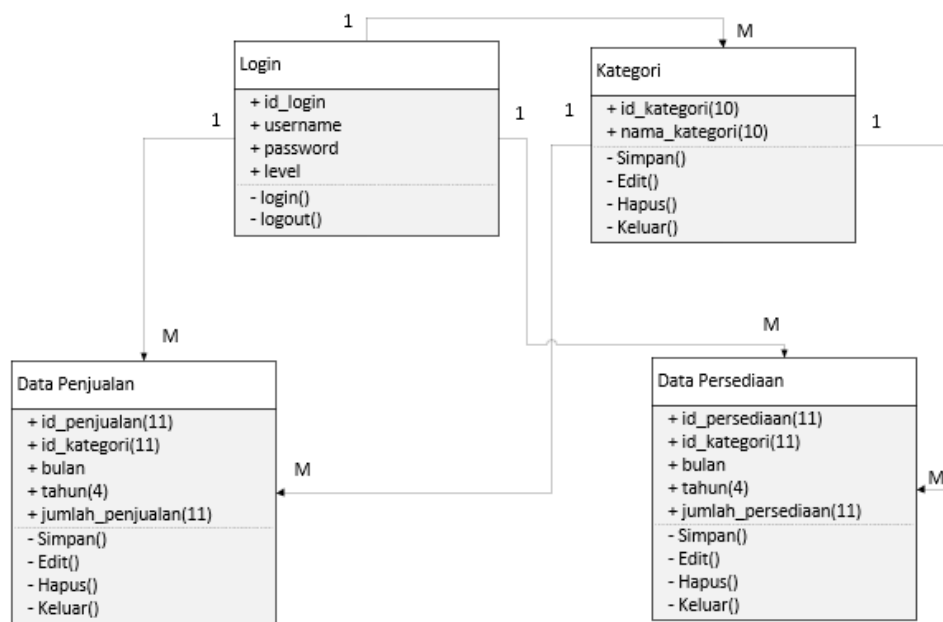 1
M
Login
+ id_login
+ username
+ password
+ level
- login()
- logout()
1
1
Kategori
+ id_kategori(10)
+ nama_kategori(10)
- Simpan()
- Edit()
- Hapus()
- Keluar()
1
1
M
M
Data Penjualan
+ id_penjualan(11)
+ id_kategori(11)
+ bulan
+ tahun(4)
+ jumlah_penjualan(11)
- Simpan()
- Edit()
- Hapus()
- Keluar()
M
Data Persediaan
+ id_persediaan(11)
+ id_kategori(11)
+ bulan
+ tahun(4)
+ jumlah_persediaan(11)
- Simpan()
- Edit()
- Hapus()
- Keluar()
M